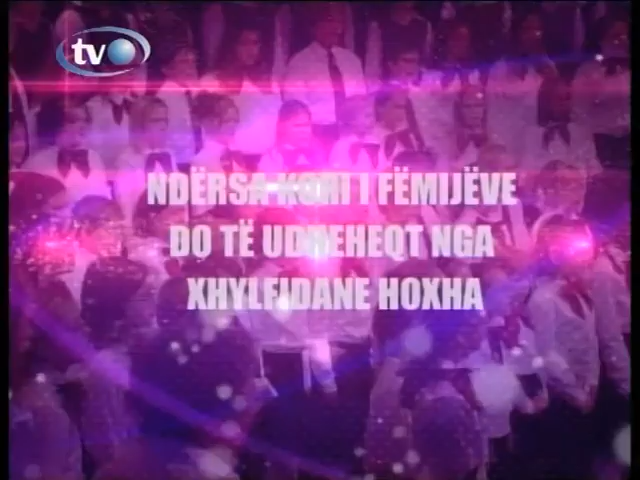 tv
NDËRSA KORI I FËMIJËVE
DO TË UDHEHEQT NGA
XHYLFIDANE HOXHA